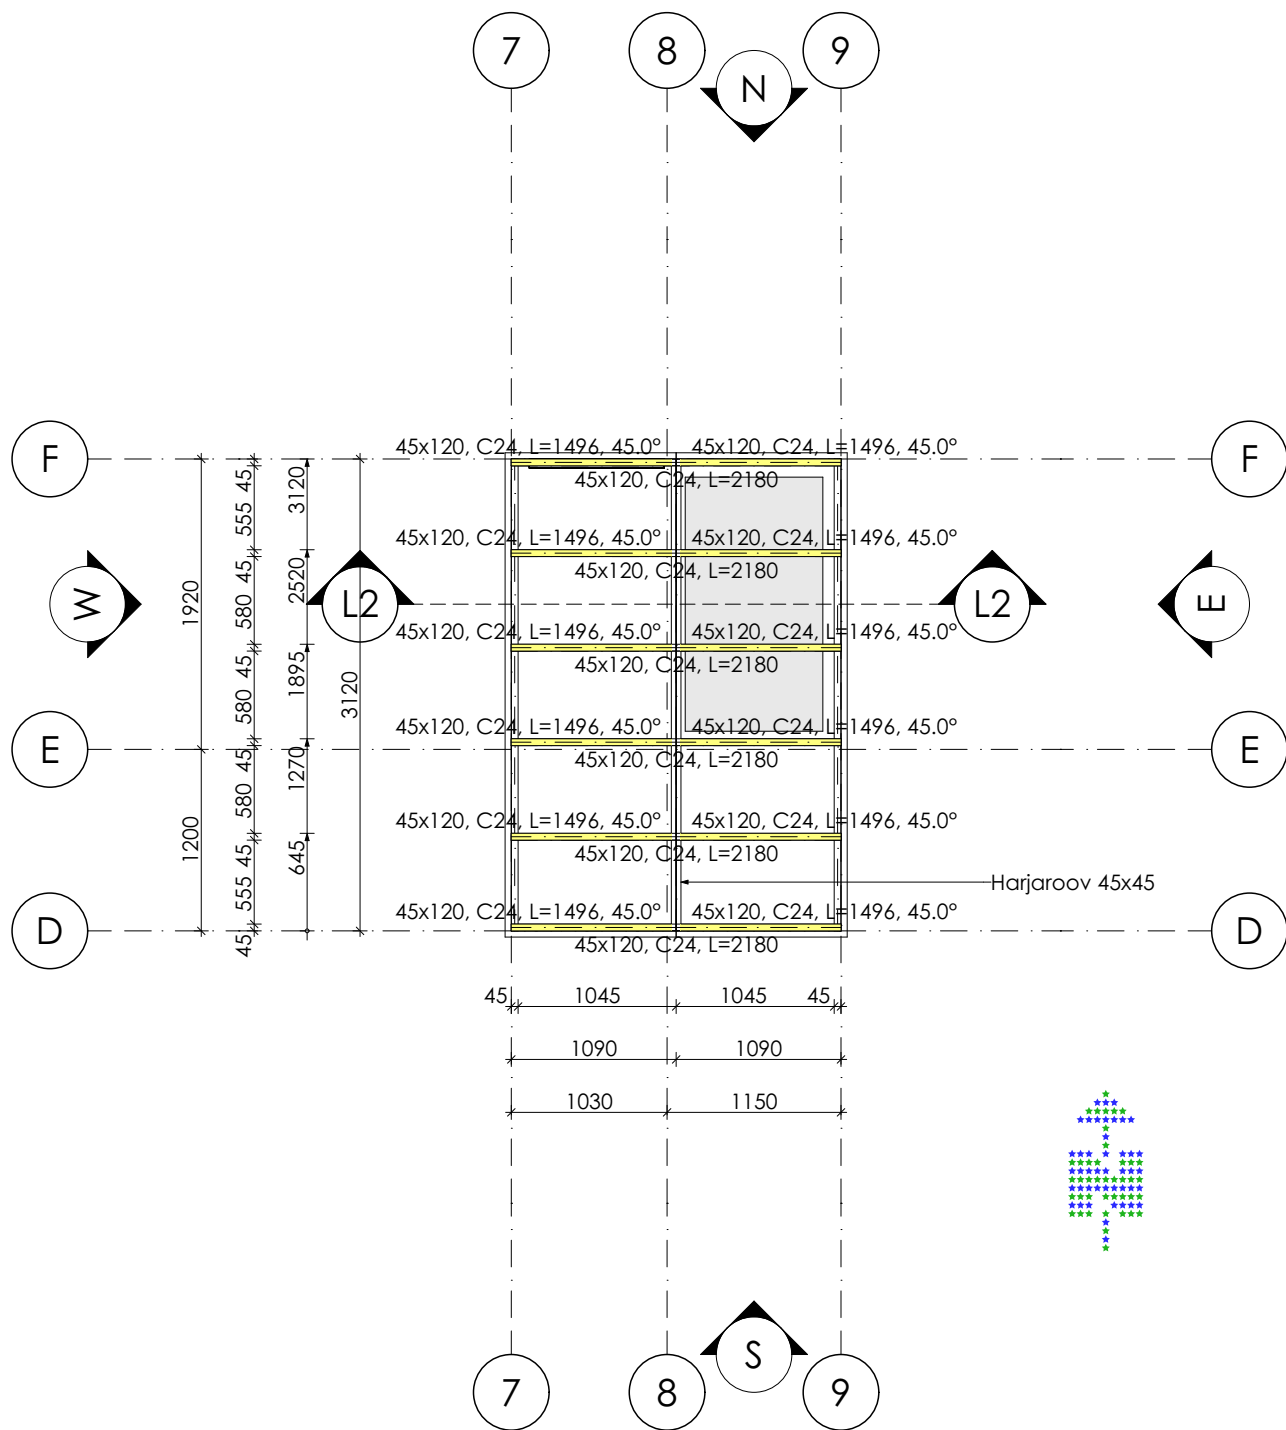 7 8 9
N
F F
45x120, C24, L=1496, 45.0° 45x120, C24, L=1496, 45.0°
45x120, C24, L=2180
45x120, C24, L=1496, 45.0° 45x120, C24, L=1496, 45.0°
45x120, C24, L=2180
W L2 L2 E
45x120, C24, L=1496, 45.0° 45x120, C24, L=1496, 45.0°
45x120, C24, L=2180
45x120, C24, L=1496, 45.0° 45x120, C24, L=1496, 45.0°
E E
45x120, C24, L=2180
45x120, C24, L=1496, 45.0° 45x120, C24, L=1496, 45.0°
45x120, C24, L=2180
Harjaroov 45x45
45x120, C24, L=1496, 45.0° 45x120, C24, L=1496, 45.0°
D D
45x120, C24, L=2180
1200 1920
45 555 45 580 45 580 45 580 45 555 45
645 1270 1895 2520 3120
3120
45 1045 1045 45
1090 1090
1030 1150
S
7 8 9